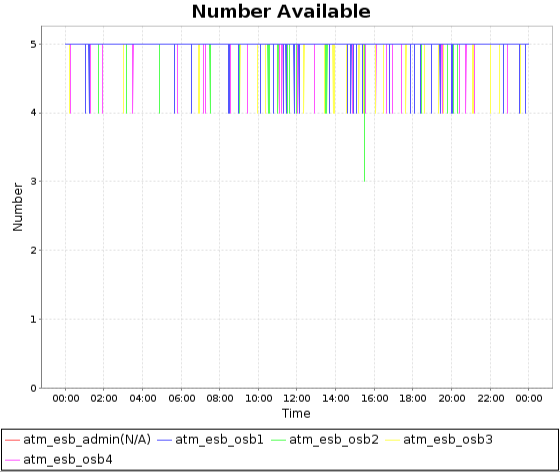 Number Available
5
4
3
2
1
0
Number
00:00 02:00 04:00 06:00 08:00 10:00 12:00 14:00 16:00 18:00 20:00 22:00 00:00
Time
atm_esb_admin(N/A) atm_esb_osb1 atm_esb_osb2 atm_esb_osb3
atm_esb_osb4